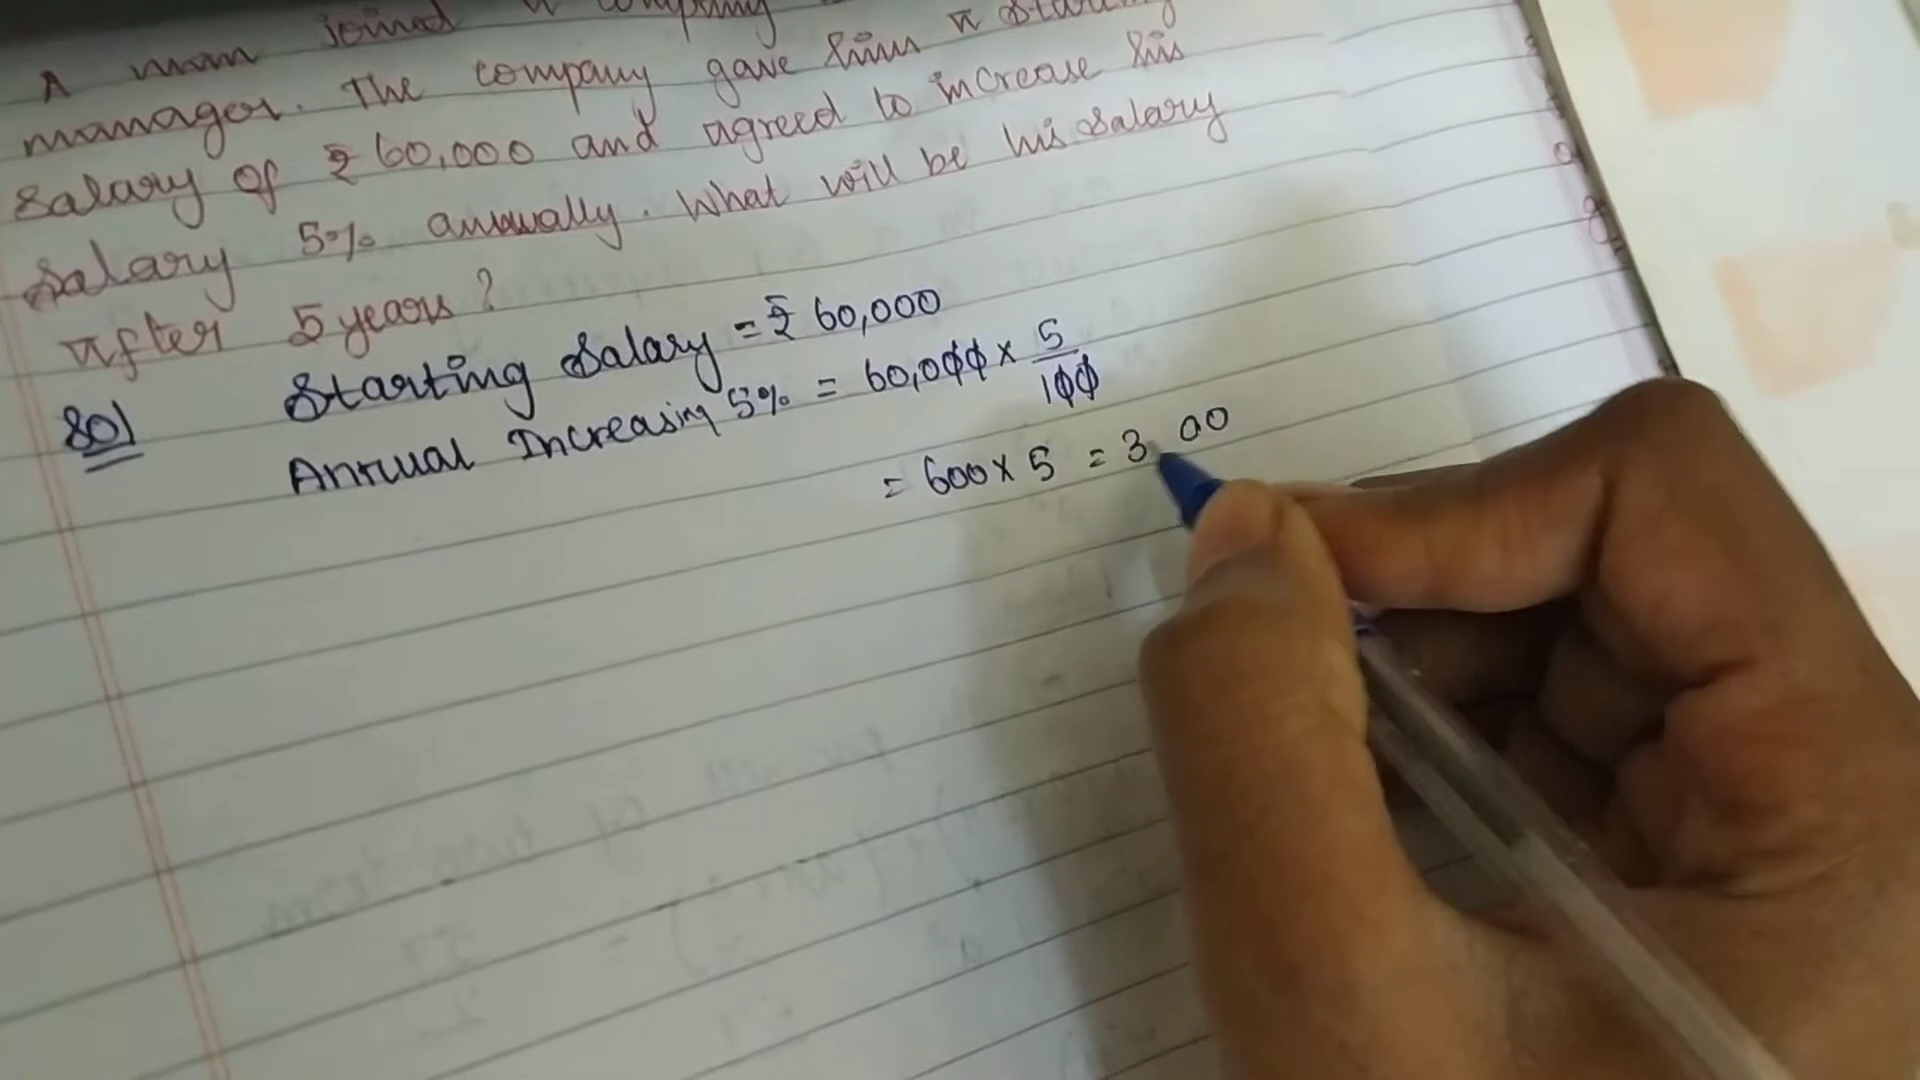 A man joined a company
manager. The company gave him a starting
salary of ₹ 60,000 and agreed to increase his
salary 5% annually. What will be his salary
after 5 years?
Sol Starting Salary = ₹ 60,000
Annual Increasing 5% = 60,000 x 5/100
= 600 x 5 = 3 00